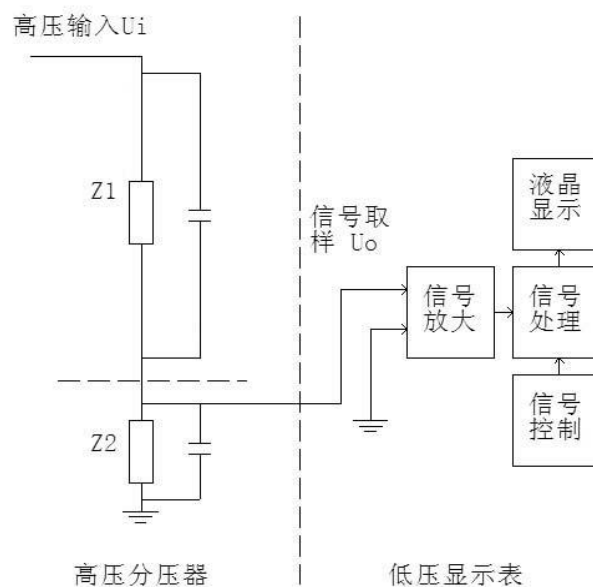 高压输入Ui
Z1
信号取
样 Uo
液晶
显示
信号
放大
信号
处理
Z2
信号
控制
高压分压器
低压显示表